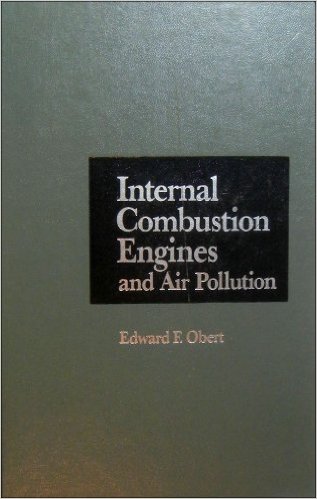 Internal
Combustion
Engines
and Air Pollution
Edward F. Obert